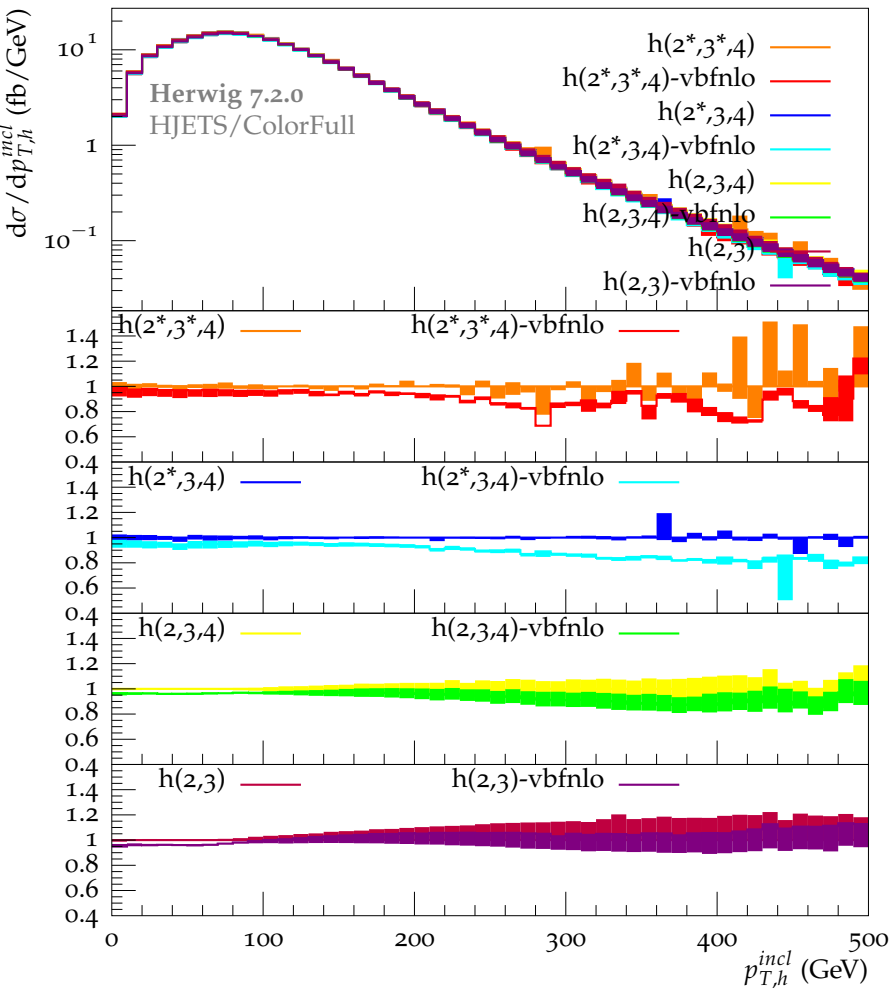 dσ/dp_{T,h}^{incl} (fb/GeV)
10^1
1
10^{−1}
Herwig 7.2.0
HJETS/ColorFull
h(2*,3*,4)
h(2*,3*,4)-vbfnlo
h(2*,3,4)
h(2*,3,4)-vbfnlo
h(2,3,4)
h(2,3,4)-vbfnlo
h(2,3)
h(2,3)-vbfnlo
h(2*,3*,4) h(2*,3*,4)-vbfnlo
1.4
1.2
1
0.8
0.6
0.4
h(2*,3,4) h(2*,3,4)-vbfnlo
1.4
1.2
1
0.8
0.6
0.4
h(2,3,4) h(2,3,4)-vbfnlo
1.4
1.2
1
0.8
0.6
0.4
h(2,3) h(2,3)-vbfnlo
1.4
1.2
1
0.8
0.6
0.4
0 100 200 300 400 500
p_{T,h}^{incl} (GeV)